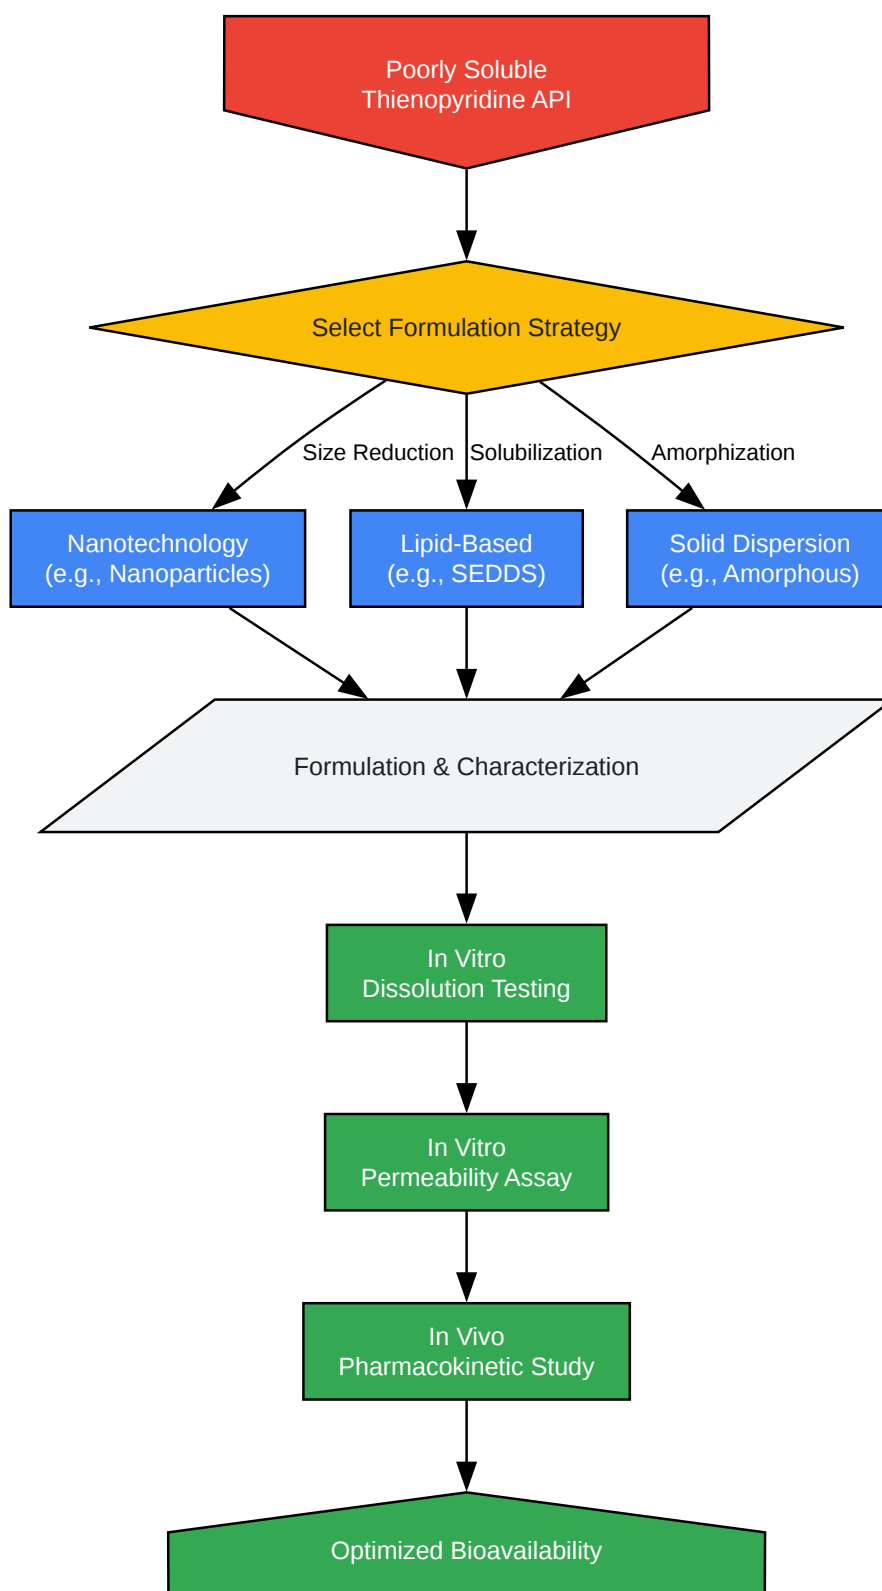 Poorly Soluble
Thienopyridine API
Select Formulation Strategy
Size Reduction
Solubilization
Amorphization
Nanotechnology
(e.g., Nanoparticles)
Lipid-Based
(e.g., SEDDS)
Solid Dispersion
(e.g., Amorphous)
Formulation & Characterization
In Vitro
Dissolution Testing
In Vitro
Permeability Assay
In Vivo
Pharmacokinetic Study
Optimized Bioavailability